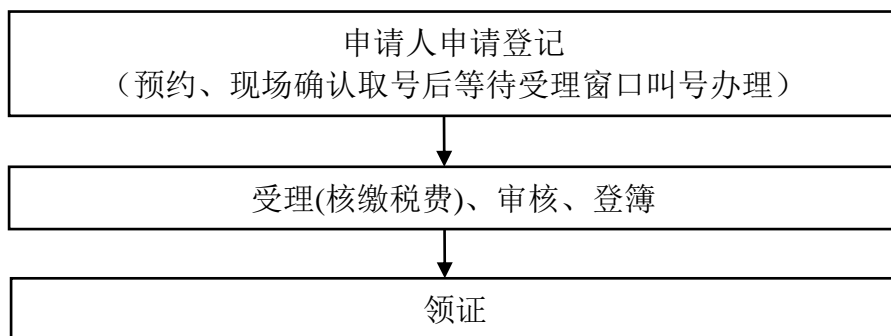 申请人申请登记
（预约、现场确认取号后等待受理窗口叫号办理）
受理(核缴税费)、审核、登簿
领证